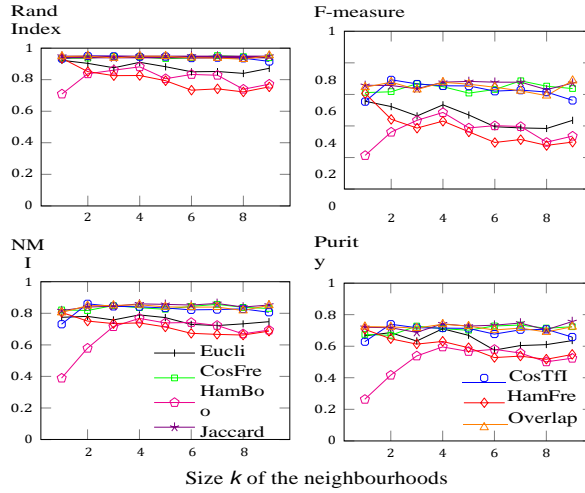 Rand
Index
1
0.8
0.6
0.4
0.2
0
2
4
6
8
F-measure
1
0.8
0.6
0.4
0.2
2
4
6
8
NM
I
1
0.8
0.6
0.4
0.2
0
2
4
6
8
Eucli
CosFre
HamBo
o
Jaccard
Purit
y
1
0.8
0.6
0.4
0.2
0
2
4
6
8
CosTfI
HamFre
Overlap
Size k of the neighbourhoods